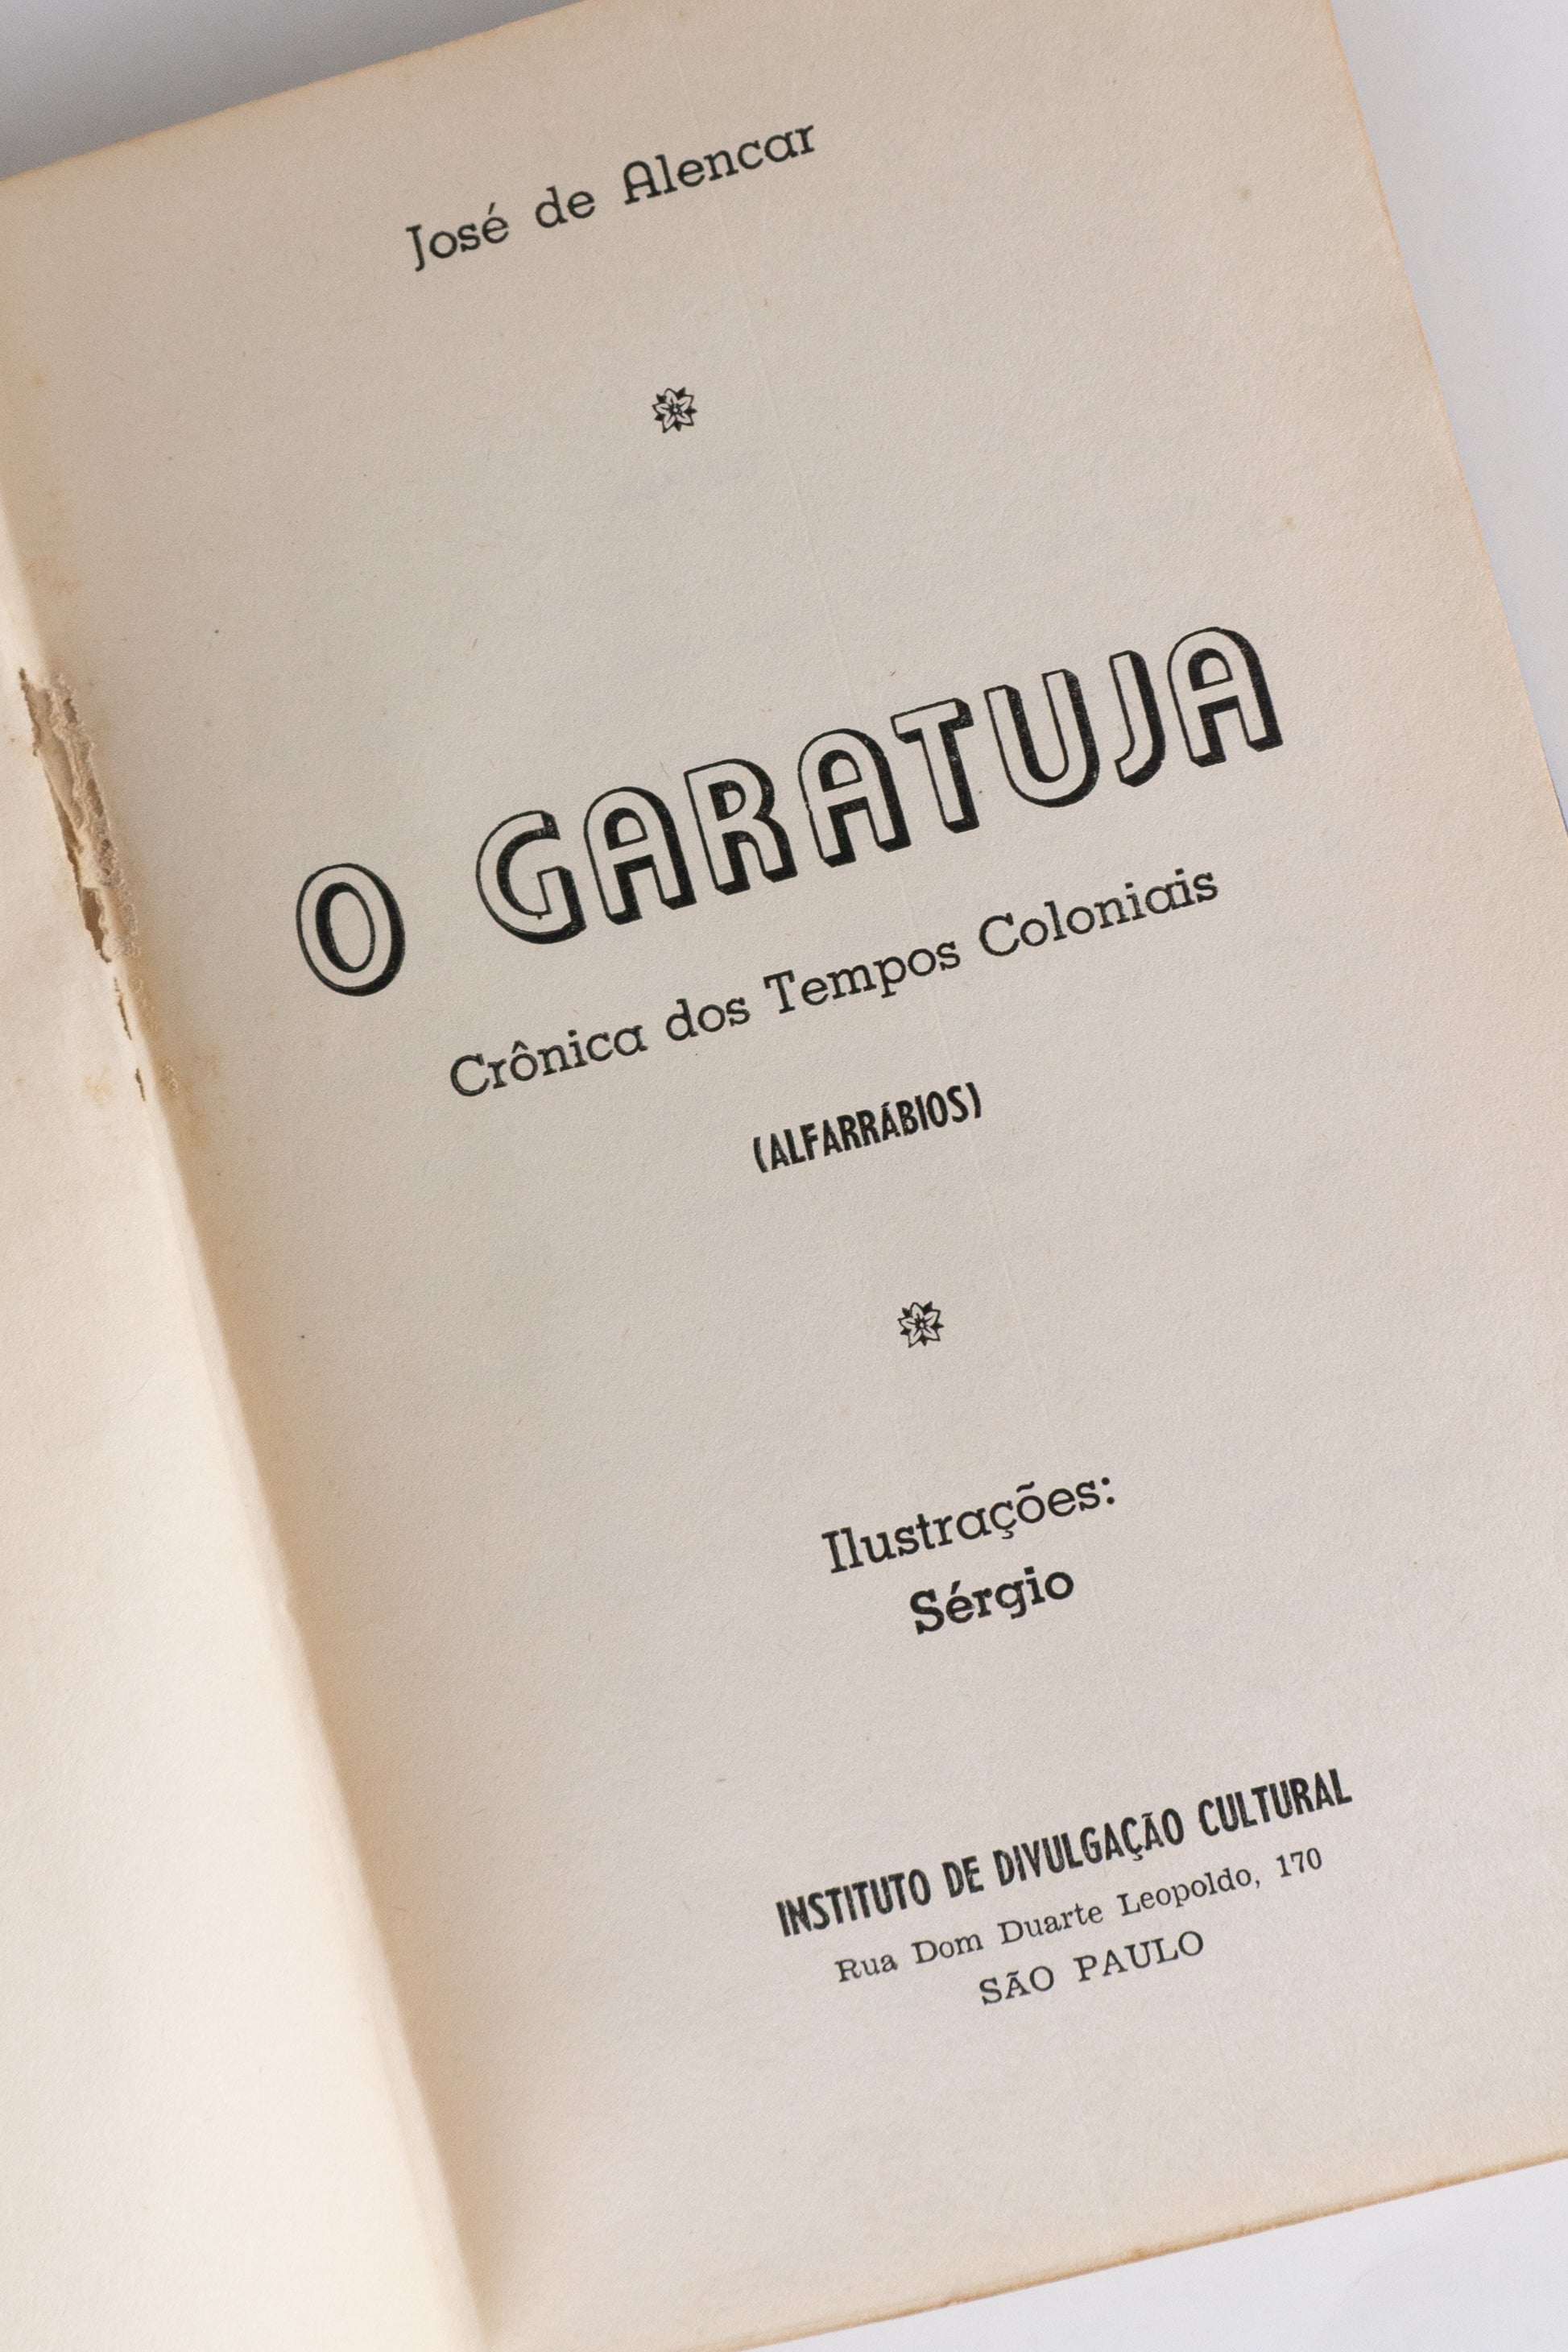 José de Alencar
O GARATUJA
Crônica dos Tempos Coloniais
(ALFARRÁBIOS)
Ilustrações:
Sérgio
INSTITUTO DE DIVULGAÇÃO CULTURAL
Rua Dom Duarte Leopoldo, 170
SÃO PAULO